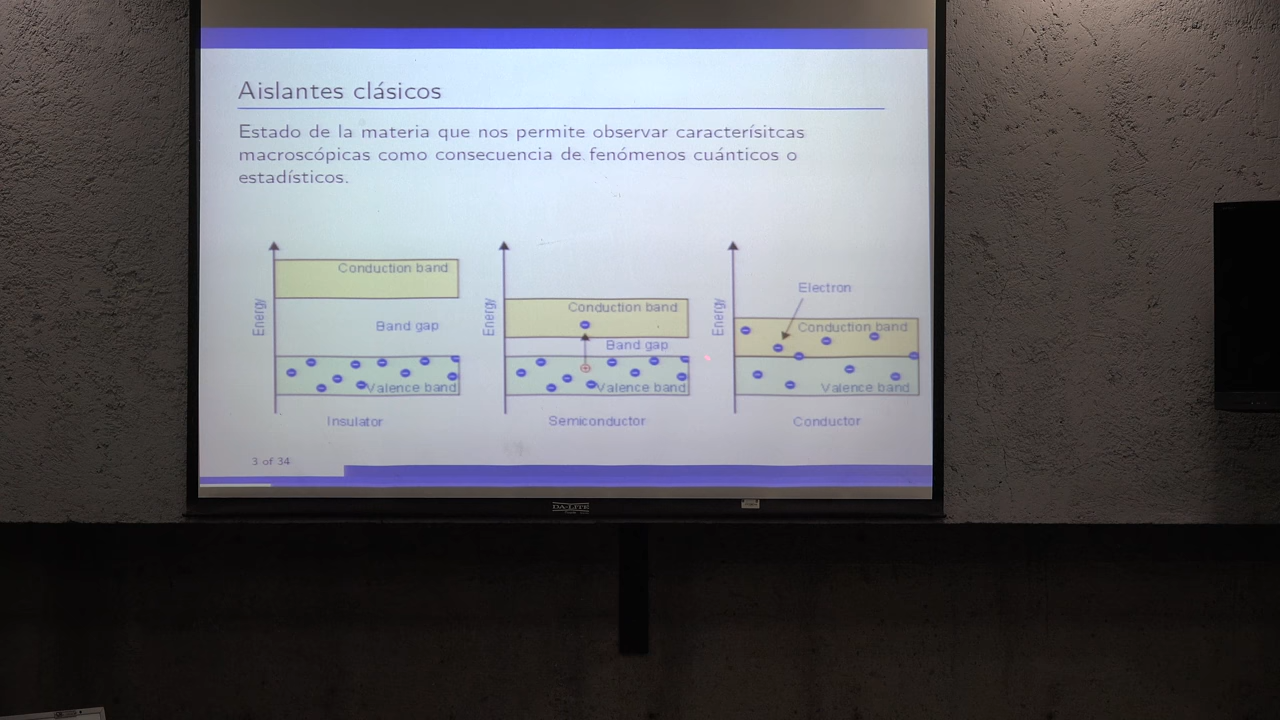 Aislantes clásicos
Estado de la materia que nos permite observar caracterísitcas
macroscópicas como consecuencia de fenómenos cuánticos o
estadísticos.
Energy
Conduction band
Band gap
Valence band
Insulator
Energy
Conduction band
Band gap
Valence band
Semiconductor
Energy
Electron
Conduction band
Valence band
Conductor
3 of 34
DA-LITE